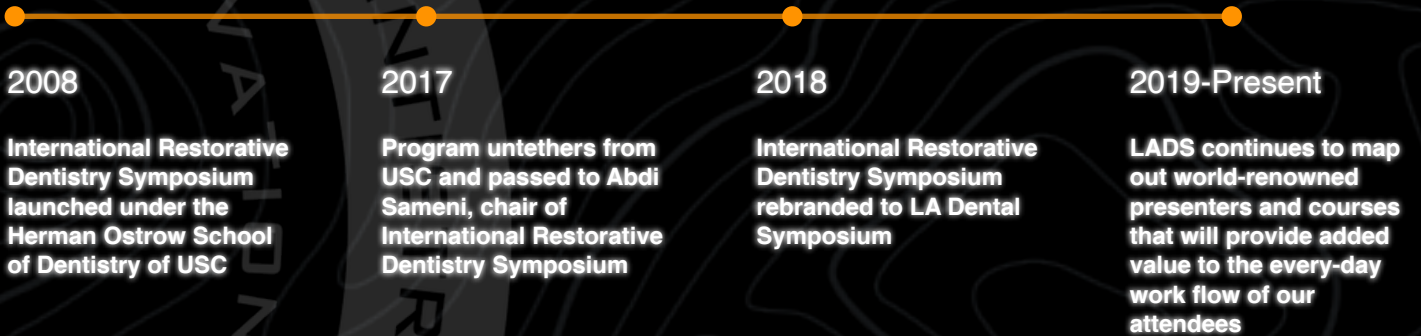 2008
International Restorative
Dentistry Symposium
launched under the
Herman Ostrow School
of Dentistry of USC
2017
Program untethers from
USC and passed to Abdi
Sameni, chair of
International Restorative
Dentistry Symposium
2018
International Restorative
Dentistry Symposium
rebranded to LA Dental
Symposium
2019-Present
LADS continues to map
out world-renowned
presenters and courses
that will provide added
value to the every-day
work flow of our
attendees